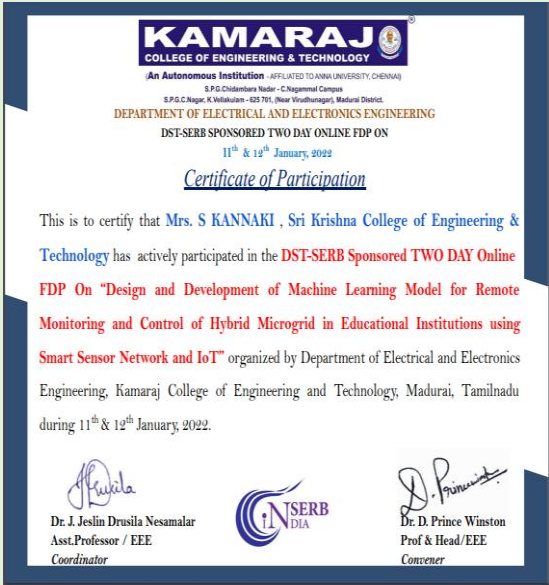 KAMARAJ
®
COLLEGE OF ENGINEERING & TECHNOLOGY
(An Autonomous Institution - AFFILIATED TO ANNA UNIVERSITY, CHENNAI)
S.P.G.Chidambara Nadar - C.Nagammal Campus
S.P.G.C.Nagar, K.Vellakulam - 625 701, (Near Virudhunagar), Madurai District.
DEPARTMENT OF ELECTRICAL AND ELECTRONICS ENGINEERING
DST-SERB SPONSORED TWO DAY ONLINE FDP ON
11th & 12th January, 2022
Certificate of Participation
This is to certify that Mrs. S KANNAKI , Sri Krishna College of Engineering &
Technology has actively participated in the DST-SERB Sponsored TWO DAY Online
FDP On “Design and Development of Machine Learning Model for Remote
Monitoring and Control of Hybrid Microgrid in Educational Institutions using
Smart Sensor Network and IoT” organized by Department of Electrical and Electronics
Engineering, Kamaraj College of Engineering and Technology, Madurai, Tamilnadu
during 11th & 12th January, 2022.
SERB
iNDIA
D. Prince Winston
Dr. J. Jeslin Drusila Nesamalar
Asst.Professor / EEE
Coordinator
Dr. D. Prince Winston
Prof & Head/EEE
Convener